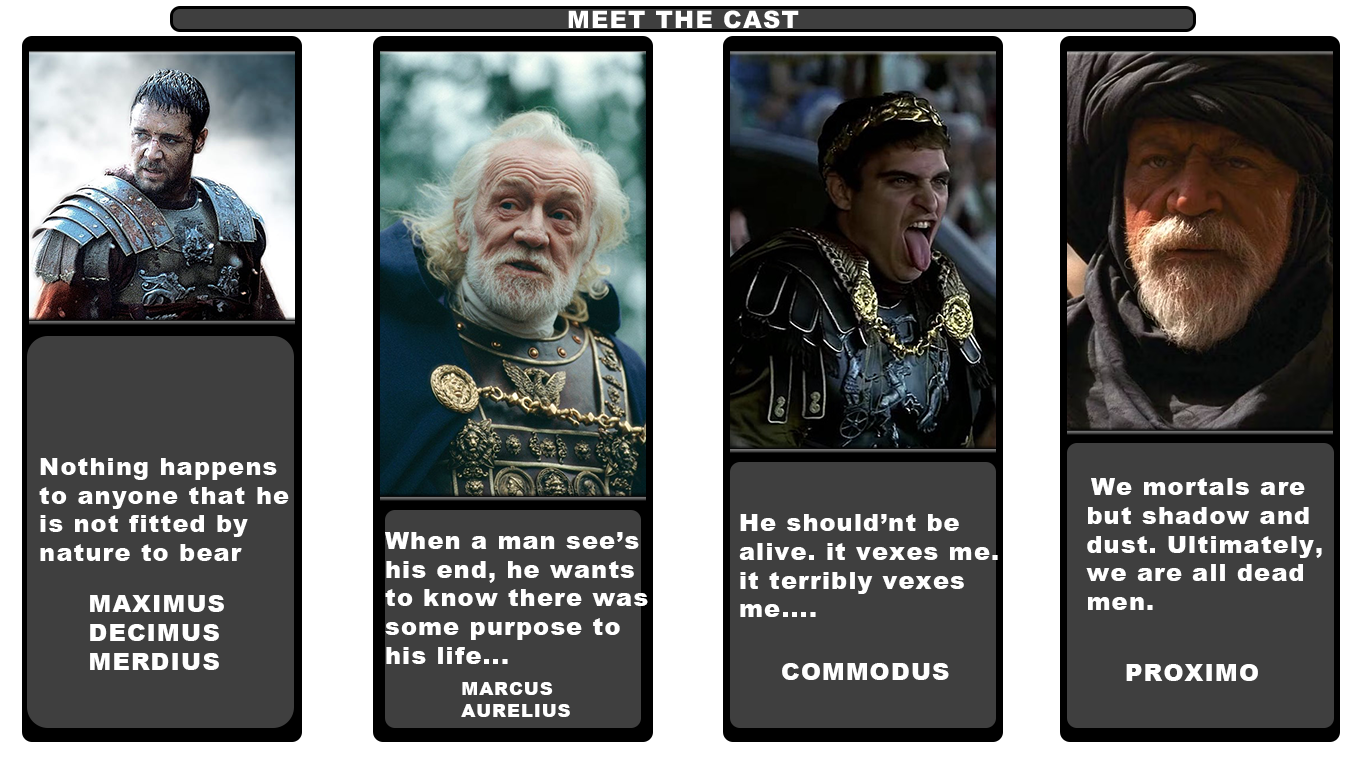 MEET THE CAST
Nothing happens
to anyone that he
is not fitted by
nature to bear
MAXIMUS
DECIMUS
MERDIUS
When a man see’s
his end, he wants
to know there was
some purpose to
his life...
MARCUS
AURELIUS
He should’nt be
alive. it vexes me.
it terribly vexes
me....
COMMODUS
We mortals are
but shadow and
dust. Ultimately,
we are all dead
men.
PROXIMO